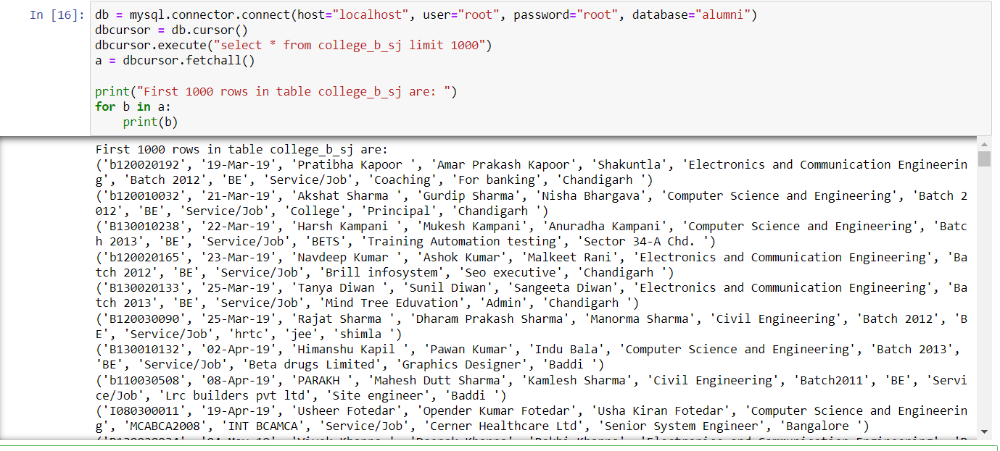 In [16]: db = mysql.connector.connect(host="localhost", user="root", password="root", database="alumni")
dbcursor = db.cursor()
dbcursor.execute("select * from college_b_sj limit 1000")
a = dbcursor.fetchall()
print("First 1000 rows in table college_b_sj are: ")
for b in a:
    print(b)
First 1000 rows in table college_b_sj are:
('b120020192', '19-Mar-19', 'Pratibha Kapoor ', 'Amar Prakash Kapoor', 'Shakuntla', 'Electronics and Communication Engineerin
g', 'Batch 2012', 'BE', 'Service/Job', 'Coaching', 'For banking', 'Chandigarh ')
('b120010032', '21-Mar-19', 'Akshat Sharma ', 'Gurdip Sharma', 'Nisha Bhargava', 'Computer Science and Engineering', 'Batch 2
012', 'BE', 'Service/Job', 'College', 'Principal', 'Chandigarh ')
('B130010238', '22-Mar-19', 'Harsh Kampani ', 'Mukesh Kampani', 'Anuradha Kampani', 'Computer Science and Engineering', 'Batc
h 2013', 'BE', 'Service/Job', 'BETS', 'Training Automation testing', 'Sector 34-A Chd. ')
('b120020165', '23-Mar-19', 'Navdeep Kumar ', 'Ashok Kumar', 'Malkeet Rani', 'Electronics and Communication Engineering', 'Ba
tch 2012', 'BE', 'Service/Job', 'Brill infosystem', 'Seo executive', 'Chandigarh ')
('B130020133', '25-Mar-19', 'Tanya Diwan ', 'Sunil Diwan', 'Sangeeta Diwan', 'Electronics and Communication Engineering', 'Ba
tch 2013', 'BE', 'Service/Job', 'Mind Tree Eduvation', 'Admin', 'Chandigarh ')
('B120030090', '25-Mar-19', 'Rajat Sharma ', 'Dharam Prakash Sharma', 'Manorma Sharma', 'Civil Engineering', 'Batch 2012', 'B
E', 'Service/Job', 'hrtc', 'jee', 'shimla ')
('B130010132', '02-Apr-19', 'Himanshu Kapil ', 'Pawan Kumar', 'Indu Bala', 'Computer Science and Engineering', 'Batch 2013',
'BE', 'Service/Job', 'Beta drugs Limited', 'Graphics Designer', 'Baddi ')
('b110030508', '08-Apr-19', 'PARAKH ', 'Mahesh Dutt Sharma', 'Kamlesh Sharma', 'Civil Engineering', 'Batch2011', 'BE', 'Servi
ce/Job', 'Lrc builders pvt ltd', 'Site engineer', 'Baddi ')
('I080300011', '19-Apr-19', 'Usheer Fotedar', 'Opender Kumar Fotedar', 'Usha Kiran Fotedar', 'Computer Science and Engineerin
g', 'MCABCA2008', 'INT BCAMCA', 'Service/Job', 'Cerner Healthcare Ltd', 'Senior System Engineer', 'Bangalore ')